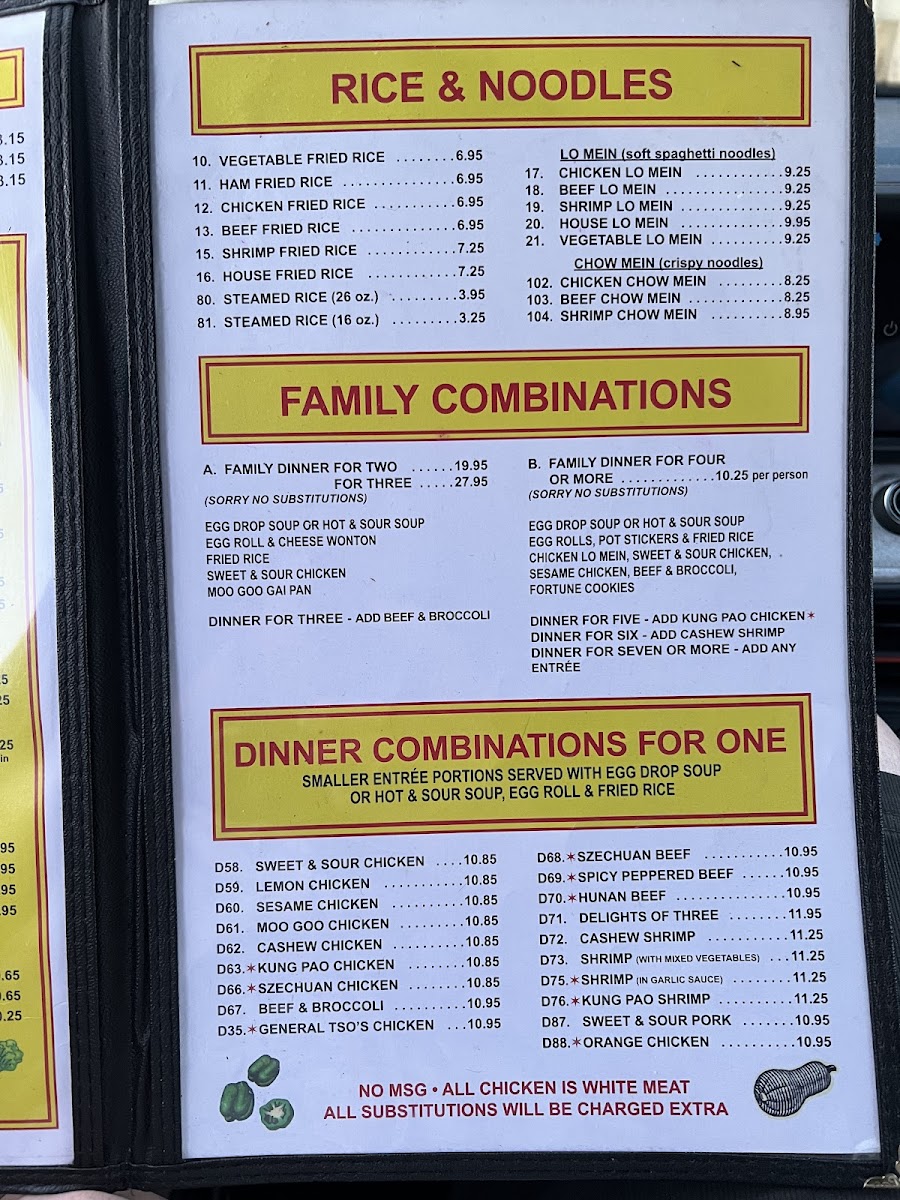 RICE & NOODLES
10. VEGETABLE FRIED RICE ........6.95
11. HAM FRIED RICE ...............6.95
12. CHICKEN FRIED RICE ...........6.95
13. BEEF FRIED RICE ..............6.95
15. SHRIMP FRIED RICE ............7.25
16. HOUSE FRIED RICE ............7.25
80. STEAMED RICE (26 oz.) .........3.95
81. STEAMED RICE (16 oz.) .........3.25
LO MEIN (soft spaghetti noodles)
17. CHICKEN LO MEIN ............9.25
18. BEEF LO MEIN ................9.25
19. SHRIMP LO MEIN ..............9.25
20. HOUSE LO MEIN ...............9.95
21. VEGETABLE LO MEIN ..........9.25
CHOW MEIN (crispy noodles)
102. CHICKEN CHOW MEIN .........8.25
103. BEEF CHOW MEIN .............8.25
104. SHRIMP CHOW MEIN ..........8.95
FAMILY COMBINATIONS
A. FAMILY DINNER FOR TWO ......19.95
FOR THREE .....27.95
(SORRY NO SUBSTITUTIONS)
EGG DROP SOUP OR HOT & SOUR SOUP
EGG ROLL & CHEESE WONTON
FRIED RICE
SWEET & SOUR CHICKEN
MOO GOO GAI PAN
DINNER FOR THREE - ADD BEEF & BROCCOLI
B. FAMILY DINNER FOR FOUR
OR MORE .............10.25 per person
(SORRY NO SUBSTITUTIONS)
EGG DROP SOUP OR HOT & SOUR SOUP
EGG ROLLS, POT STICKERS & FRIED RICE
CHICKEN LO MEIN, SWEET & SOUR CHICKEN,
SESAME CHICKEN, BEEF & BROCCOLI,
FORTUNE COOKIES
DINNER FOR FIVE - ADD KUNG PAO CHICKEN✶
DINNER FOR SIX - ADD CASHEW SHRIMP
DINNER FOR SEVEN OR MORE - ADD ANY
ENTRÉE
DINNER COMBINATIONS FOR ONE
SMALLER ENTRÉE PORTIONS SERVED WITH EGG DROP SOUP
OR HOT & SOUR SOUP, EGG ROLL & FRIED RICE
D58. SWEET & SOUR CHICKEN ....10.85
D59. LEMON CHICKEN ...........10.85
D60. SESAME CHICKEN ..........10.85
D61. MOO GOO CHICKEN .........10.85
D62. CASHEW CHICKEN ..........10.85
D63.✶KUNG PAO CHICKEN ........10.85
D66.✶SZECHUAN CHICKEN ........10.85
D67. BEEF & BROCCOLI ..........10.95
D35.✶GENERAL TSO'S CHICKEN ...10.95
D68.✶SZECHUAN BEEF ...........10.95
D69.✶SPICY PEPPERED BEEF ......10.95
D70.✶HUNAN BEEF ...............10.95
D71. DELIGHTS OF THREE ........11.95
D72. CASHEW SHRIMP ...........11.25
D73. SHRIMP (WITH MIXED VEGETABLES) ...11.25
D75.✶SHRIMP (IN GARLIC SAUCE) ........11.25
D76.✶KUNG PAO SHRIMP ..........11.25
D87. SWEET & SOUR PORK .......10.95
D88.✶ORANGE CHICKEN ..........10.95
NO MSG • ALL CHICKEN IS WHITE MEAT
ALL SUBSTITUTIONS WILL BE CHARGED EXTRA